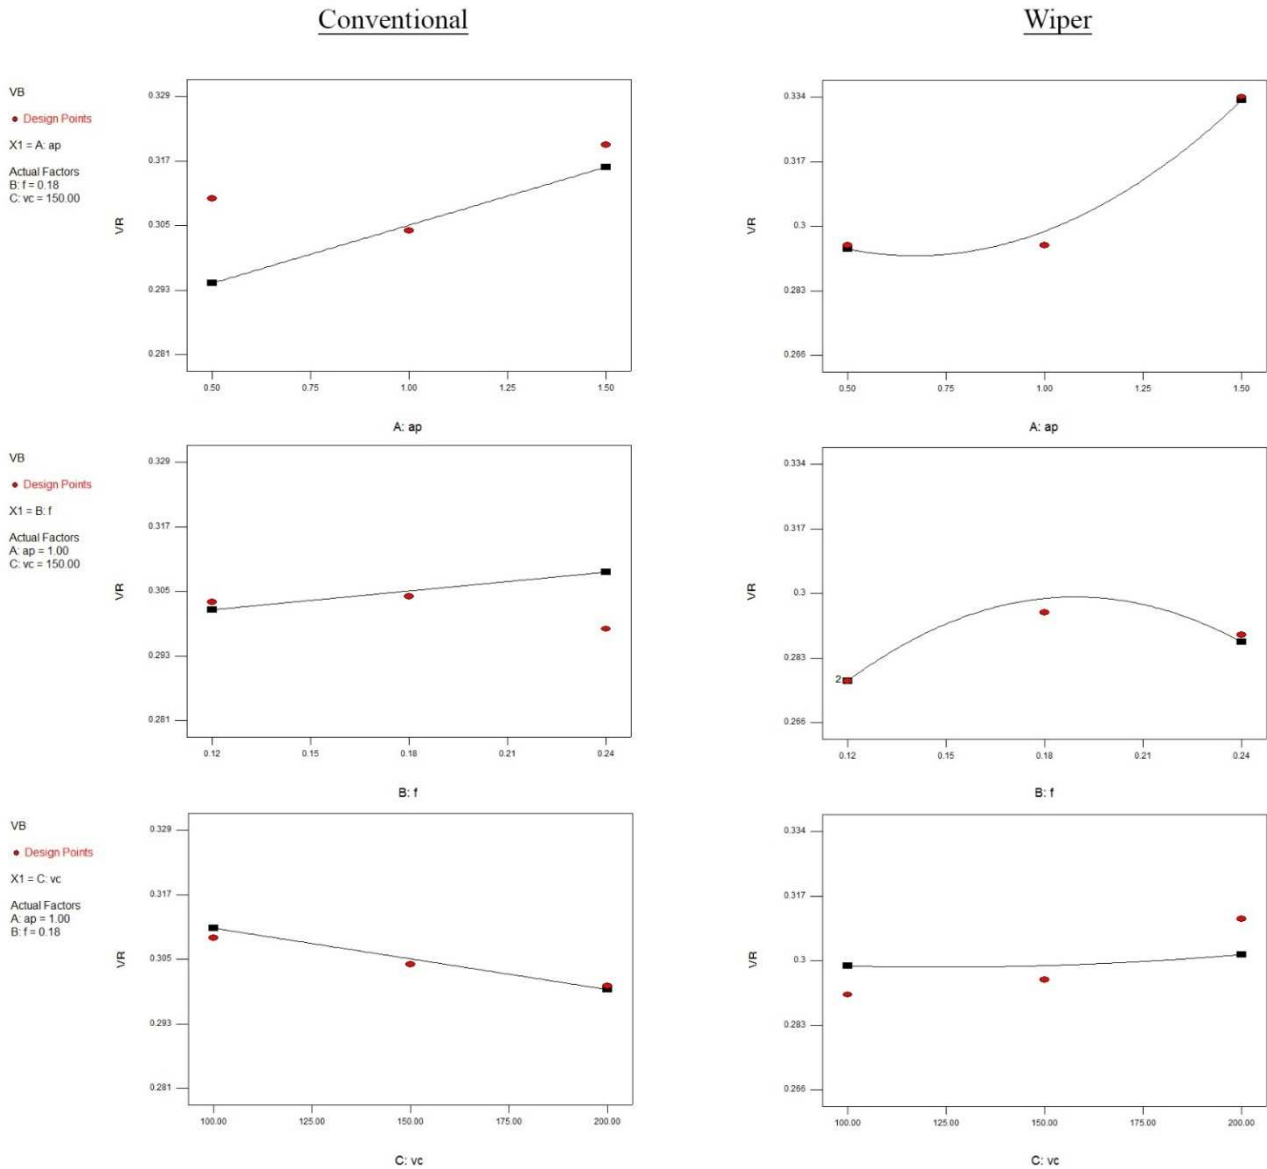 Conventional
Wiper
VB
Design Points
X1 = A: ap
Actual Factors
B: f = 0.18
C: vc = 150.00
VR
0.329
0.317
0.305
0.293
0.281
0.50 0.75 1.00 1.25 1.50
A: ap
VR
0.334
0.317
0.3
0.283
0.266
0.50 0.75 1.00 1.25 1.50
A: ap
VB
Design Points
X1 = B: f
Actual Factors
A: ap = 1.00
C: vc = 150.00
VR
0.329
0.317
0.305
0.293
0.281
0.12 0.15 0.18 0.21 0.24
B: f
VR
0.334
0.317
0.3
0.283
0.266
2
0.12 0.15 0.18 0.21 0.24
B: f
VB
Design Points
X1 = C: vc
Actual Factors
A: ap = 1.00
B: f = 0.18
VR
0.329
0.317
0.305
0.293
0.281
100.00 125.00 150.00 175.00 200.00
C: vc
VR
0.334
0.317
0.3
0.283
0.266
100.00 125.00 150.00 175.00 200.00
C: vc